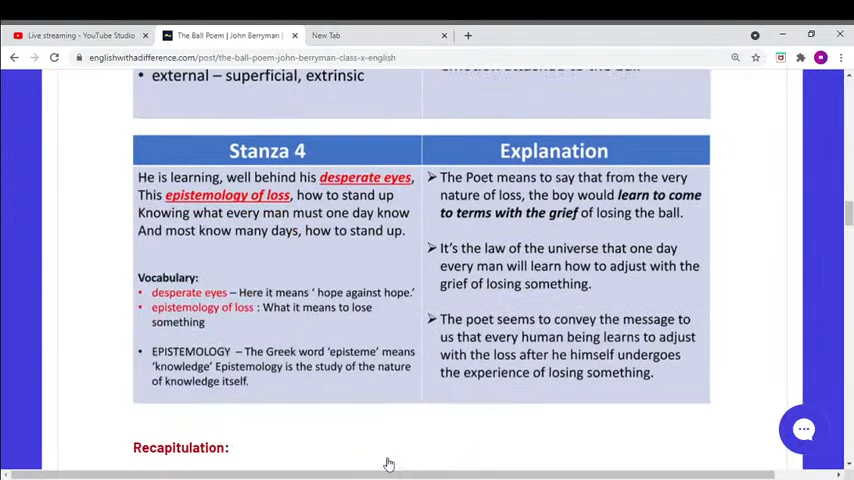 Live streaming - YouTube Studio
The Ball Poem | John Berryman |
New Tab
englishwithadifference.com/post/the-ball-poem-john-berryman-class-x-english
• external – superficial, extrinsic
Stanza 4
He is learning, well behind his desperate eyes,
This epistemology of loss, how to stand up
Knowing what every man must one day know
And most know many days, how to stand up.
Vocabulary:
• desperate eyes – Here it means ‘ hope against hope.’
• epistemology of loss : What it means to lose
something
• EPISTEMOLOGY – The Greek word ‘episteme’ means
‘knowledge’ Epistemology is the study of the nature
of knowledge itself.
Explanation
➢ The Poet means to say that from the very
nature of loss, the boy would learn to come
to terms with the grief of losing the ball.
➢ It’s the law of the universe that one day
every man will learn how to adjust with the
grief of losing something.
➢ The poet seems to convey the message to
us that every human being learns to adjust
with the loss after he himself undergoes
the experience of losing something.
Recapitulation: